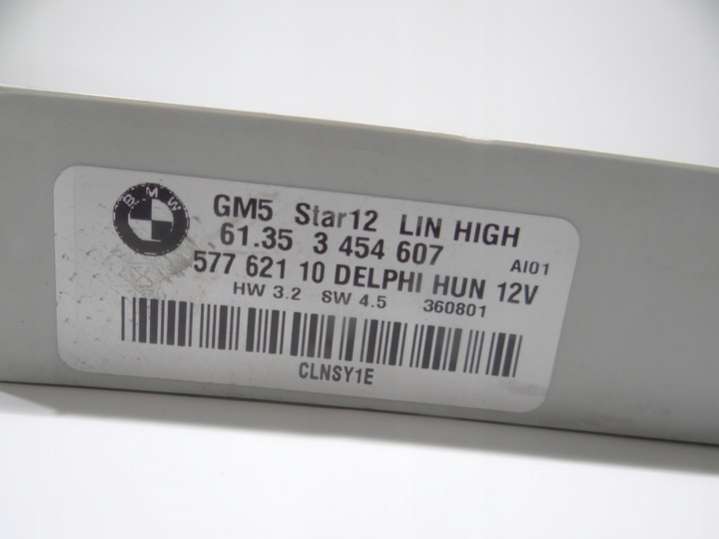 BMW
GM5 Star12 LIN HIGH
61.35 3 454 607 AI01
577 621 10 DELPHI HUN 12V
HW 3.2 SW 4.5 360801
CLNSY1E